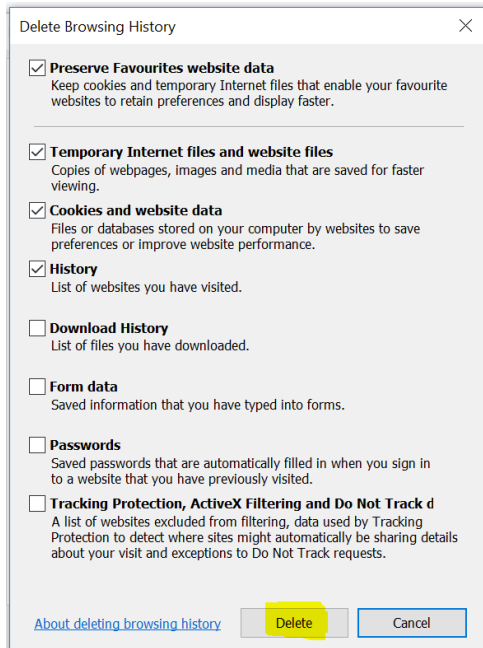 Delete Browsing History
Preserve Favourites website data
Keep cookies and temporary Internet files that enable your favourite
websites to retain preferences and display faster.
Temporary Internet files and website files
Copies of webpages, images and media that are saved for faster
viewing.
Cookies and website data
Files or databases stored on your computer by websites to save
preferences or improve website performance.
History
List of websites you have visited.
Download History
List of files you have downloaded.
Form data
Saved information that you have typed into forms.
Passwords
Saved passwords that are automatically filled in when you sign in
to a website that you have previously visited.
Tracking Protection, ActiveX Filtering and Do Not Track d
A list of websites excluded from filtering, data used by Tracking
Protection to detect where sites might automatically be sharing details
about your visit and exceptions to Do Not Track requests.
About deleting browsing history Delete Cancel